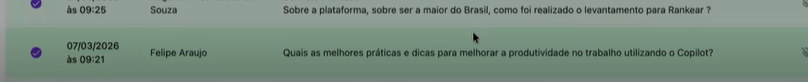 às 09:25 Souza Sobre a plataforma, sobre ser a maior do Brasil, como foi realizado o levantamento para Rankear ?
07/03/2026
às 09:21 Felipe Araujo Quais as melhores práticas e dicas para melhorar a produtividade no trabalho utilizando o Copilot?